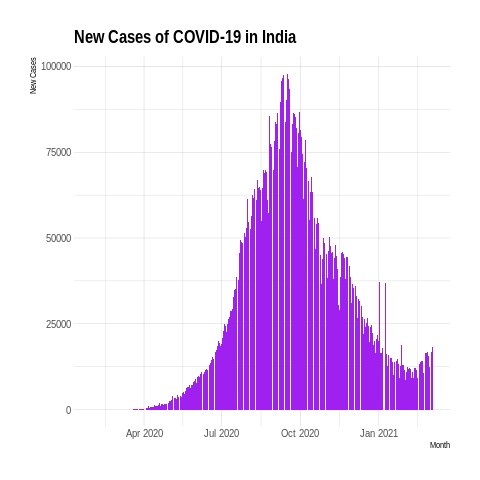 New Cases of COVID-19 in India
New Cases
100000
75000
50000
25000
0
Apr 2020
Jul 2020
Oct 2020
Jan 2021
Month